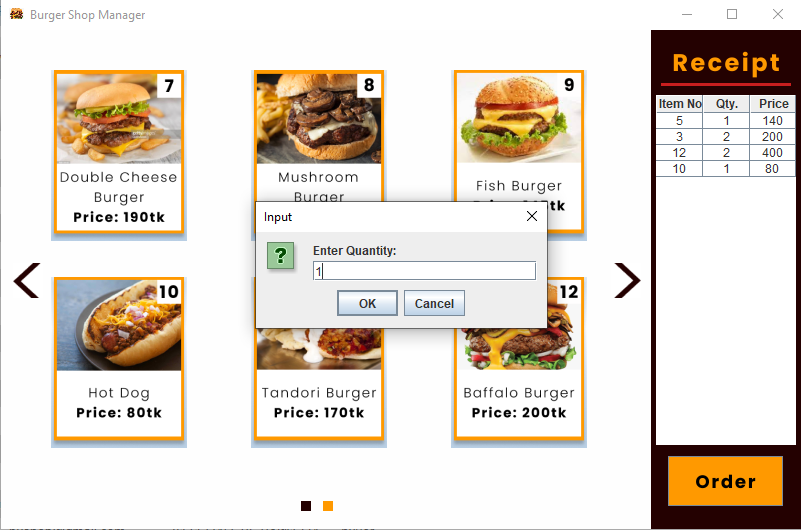 Burger Shop Manager
7
Double Cheese
Burger
Price: 190tk
8
Mushroom
Burger
9
Fish Burger
10
Hot Dog
Price: 80tk
Tandori Burger
Price: 170tk
12
Baffalo Burger
Price: 200tk
Input
Enter Quantity:
1
OK
Cancel
Receipt
Item No Qty. Price
5 1 140
3 2 200
12 2 400
10 1 80
Order